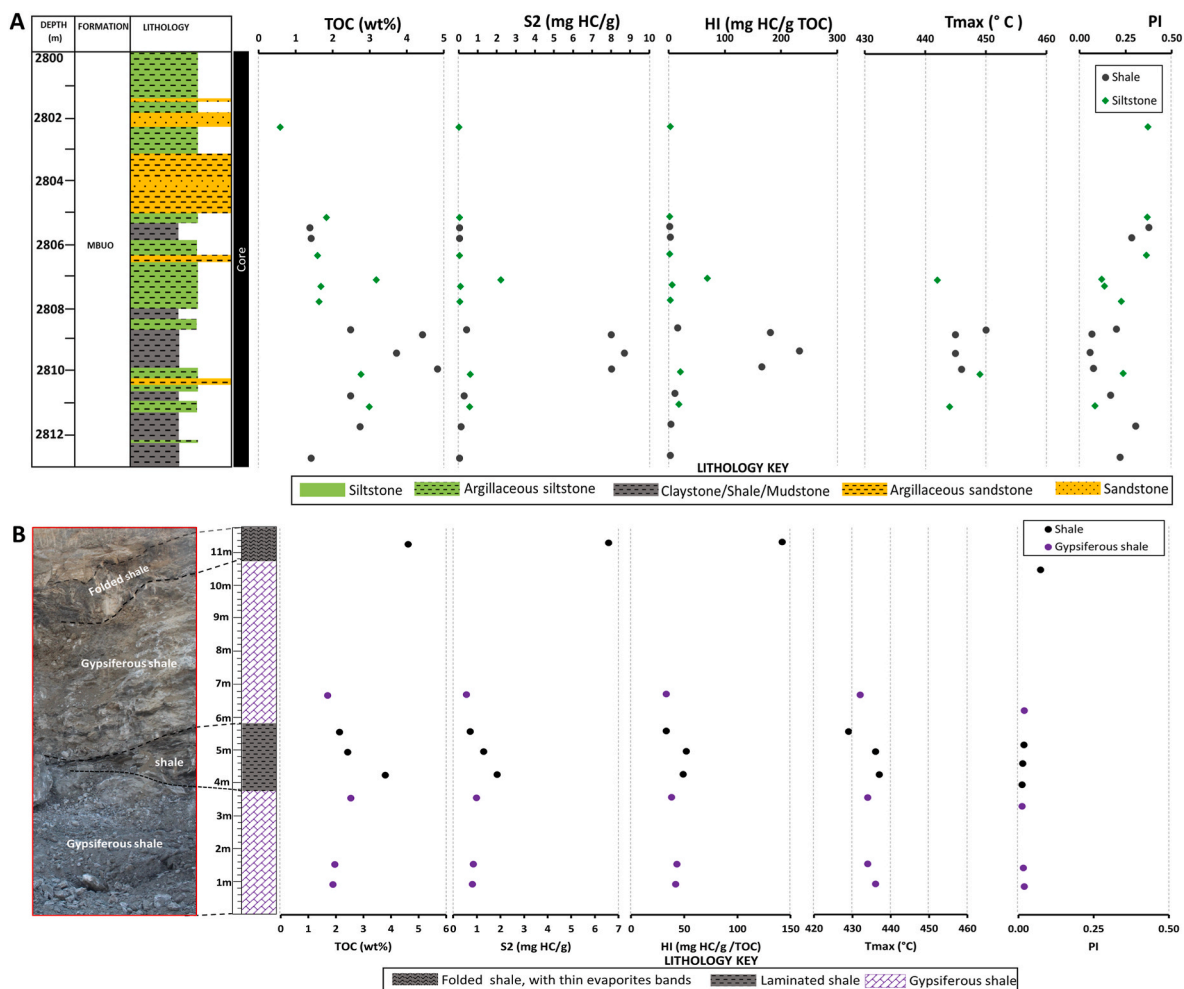 A
DEPTH (m) FORMATION LITHOLOGY TOC (wt%) S2 (mg HC/g) HI (mg HC/g TOC) Tmax (° C) PI
0 1 2 3 4 5 0 1 2 3 4 5 6 7 8 9 10 0 100 200 300 430 440 450 460 0.00 0.25 0.50
2800
Shale
Siltstone
2802
2804
2806
MBUO
Core
2808
2810
2812
LITHOLOGY KEY
Siltstone Argillaceous siltstone Claystone/Shale/Mudstone Argillaceous sandstone Sandstone
B
Shale
Gypsiferous shale
Folded shale
Gypsiferous shale
shale
Gypsiferous shale
11m
10m
9m
8m
7m
6m
5m
4m
3m
2m
1m
0 1 2 3 4 5 6 0 1 2 3 4 5 6 7 0 50 100 150 420 430 440 450 460 0.00 0.25 0.50
TOC (wt%) S2 (mg HC/g) HI (mg HC/g /TOC) Tmax (°C) PI
LITHOLOGY KEY
Folded shale, with thin evaporites bands Laminated shale Gypsiferous shale